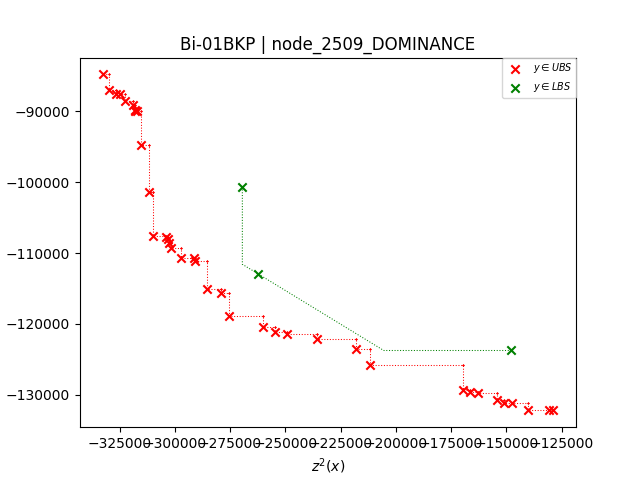 Bi-01BKP | node_2509_DOMINANCE
y ∈ UBS
y ∈ LBS
−90000
−100000
−110000
−120000
−130000
−325000 −300000 −275000 −250000 −225000 −200000 −175000 −150000 −125000
z²(x)